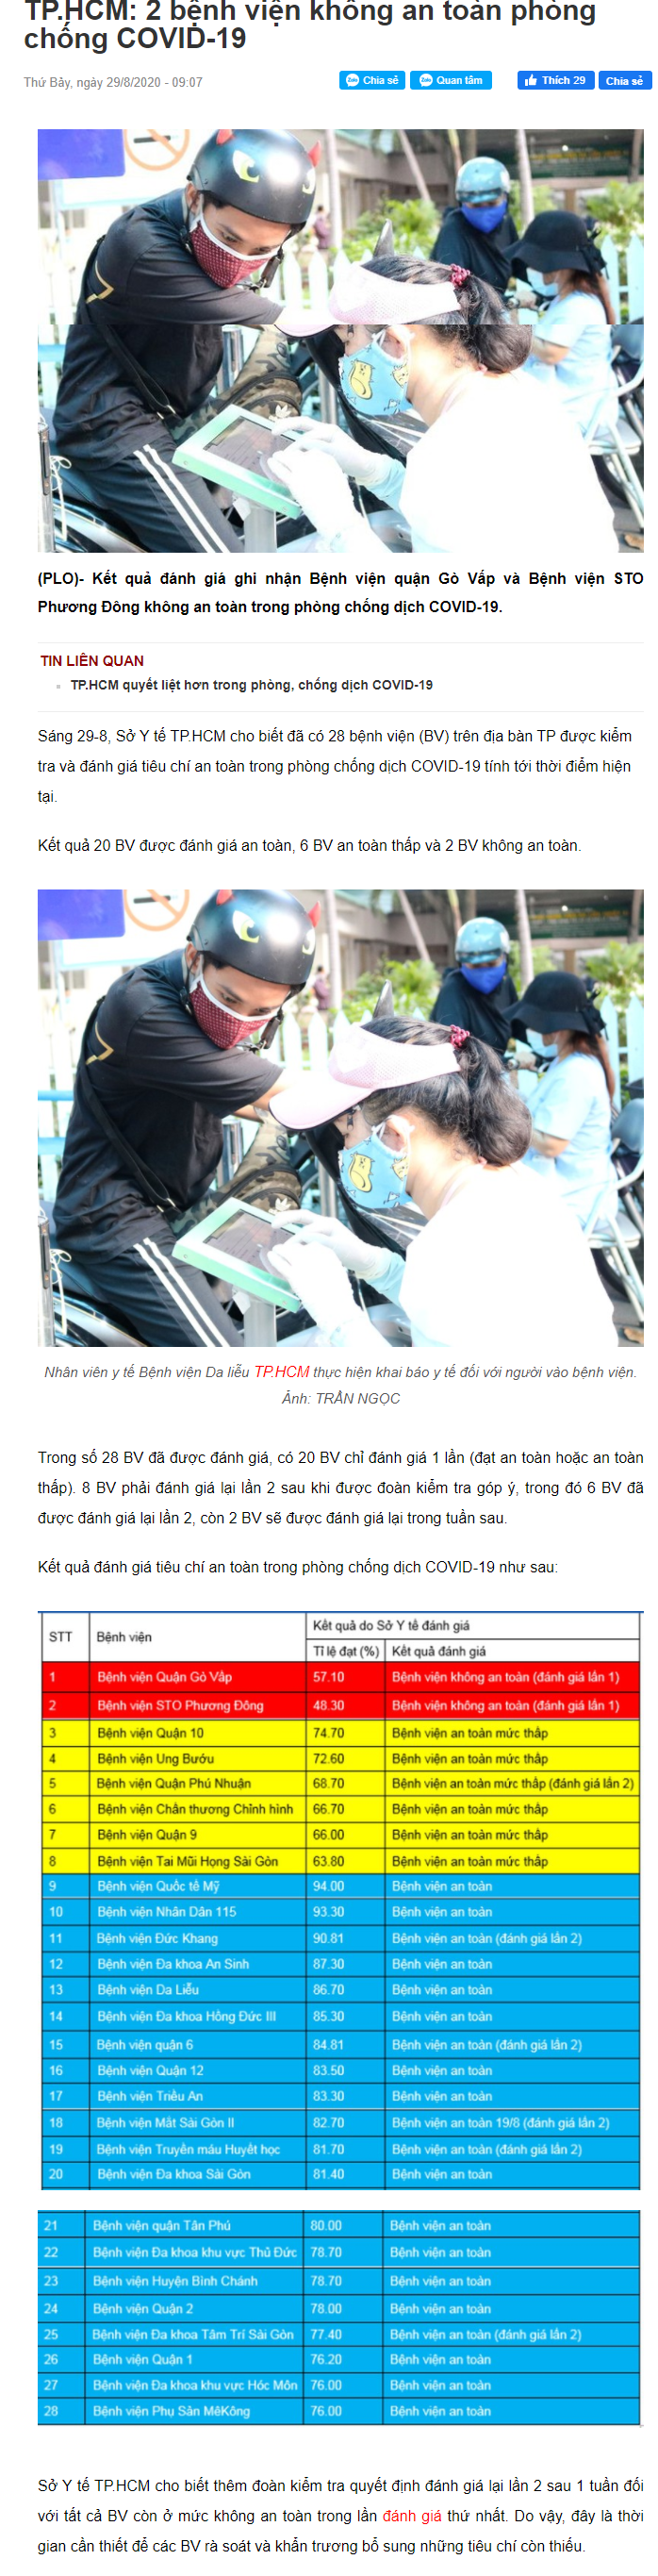 TP.HCM: 2 bệnh viện không an toàn phòng
chống COVID-19
Thứ Bảy, ngày 29/8/2020 - 09:07
Chia sẻ
Quan tâm
Thích 29
Chia sẻ
(PLO)- Kết quả đánh giá ghi nhận Bệnh viện quận Gò Vấp và Bệnh viện STO
Phương Đông không an toàn trong phòng chống dịch COVID-19.
TIN LIÊN QUAN
TP.HCM quyết liệt hơn trong phòng, chống dịch COVID-19
Sáng 29-8, Sở Y tế TP.HCM cho biết đã có 28 bệnh viện (BV) trên địa bàn TP được kiểm
tra và đánh giá tiêu chí an toàn trong phòng chống dịch COVID-19 tính tới thời điểm hiện
tại.
Kết quả 20 BV được đánh giá an toàn, 6 BV an toàn thấp và 2 BV không an toàn.
Nhân viên y tế Bệnh viện Da liễu TP.HCM thực hiện khai báo y tế đối với người vào bệnh viện.
Ảnh: TRẦN NGỌC
Trong số 28 BV đã được đánh giá, có 20 BV chỉ đánh giá 1 lần (đạt an toàn hoặc an toàn
thấp). 8 BV phải đánh giá lại lần 2 sau khi được đoàn kiểm tra góp ý, trong đó 6 BV đã
được đánh giá lại lần 2, còn 2 BV sẽ được đánh giá lại trong tuần sau.
Kết quả đánh giá tiêu chí an toàn trong phòng chống dịch COVID-19 như sau:
STT Bệnh viện Kết quả do Sở Y tế đánh giá
Tỉ lệ đạt (%) Kết quả đánh giá
1 Bệnh viện Quận Gò Vấp 57.10 Bệnh viện không an toàn (đánh giá lần 1)
2 Bệnh viện STO Phương Đông 48.30 Bệnh viện không an toàn (đánh giá lần 1)
3 Bệnh viện Quận 10 74.70 Bệnh viện an toàn mức thấp
4 Bệnh viện Ung Bướu 72.60 Bệnh viện an toàn mức thấp
5 Bệnh viện Quận Phú Nhuận 68.70 Bệnh viện an toàn mức thấp (đánh giá lần 2)
6 Bệnh viện Chấn thương Chỉnh hình 66.70 Bệnh viện an toàn mức thấp
7 Bệnh viện Quận 9 66.00 Bệnh viện an toàn mức thấp
8 Bệnh viện Tai Mũi Họng Sài Gòn 63.80 Bệnh viện an toàn mức thấp
9 Bệnh viện Quốc tế Mỹ 94.00 Bệnh viện an toàn
10 Bệnh viện Nhân Dân 115 93.30 Bệnh viện an toàn
11 Bệnh viện Đức Khang 90.81 Bệnh viện an toàn (đánh giá lần 2)
12 Bệnh viện Đa khoa An Sinh 87.30 Bệnh viện an toàn
13 Bệnh viện Da Liễu 86.70 Bệnh viện an toàn
14 Bệnh viện Đa khoa Hồng Đức III 85.30 Bệnh viện an toàn
15 Bệnh viện quận 6 84.81 Bệnh viện an toàn (đánh giá lần 2)
16 Bệnh viện Quận 12 83.50 Bệnh viện an toàn
17 Bệnh viện Triều An 83.30 Bệnh viện an toàn
18 Bệnh viện Mắt Sài Gòn II 82.70 Bệnh viện an toàn 19/8 (đánh giá lần 2)
19 Bệnh viện Truyền máu Huyết học 81.70 Bệnh viện an toàn (đánh giá lần 2)
20 Bệnh viện Đa khoa Sài Gòn 81.40 Bệnh viện an toàn
21 Bệnh viện quận Tân Phú 80.00 Bệnh viện an toàn
22 Bệnh viện Đa khoa khu vực Thủ Đức 78.70 Bệnh viện an toàn
23 Bệnh viện Huyện Bình Chánh 78.70 Bệnh viện an toàn
24 Bệnh viện Quận 2 78.00 Bệnh viện an toàn
25 Bệnh viện Đa khoa Tâm Trí Sài Gòn 77.40 Bệnh viện an toàn (đánh giá lần 2)
26 Bệnh viện Quận 1 76.20 Bệnh viện an toàn
27 Bệnh viện Đa khoa khu vực Hóc Môn 76.00 Bệnh viện an toàn
28 Bệnh viện Phụ Sản MêKông 76.00 Bệnh viện an toàn
Sở Y tế TP.HCM cho biết thêm đoàn kiểm tra quyết định đánh giá lại lần 2 sau 1 tuần đối
với tất cả BV còn ở mức không an toàn trong lần đánh giá thứ nhất. Do vậy, đây là thời
gian cần thiết để các BV rà soát và khẩn trương bổ sung những tiêu chí còn thiếu.